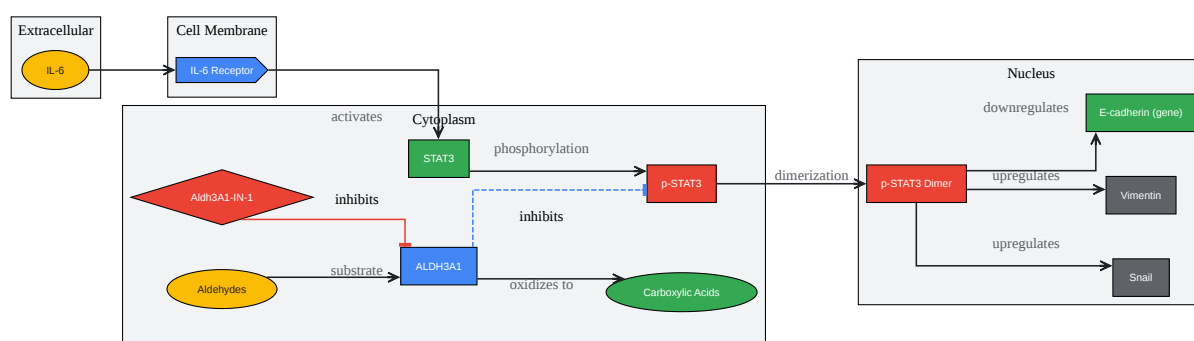 Extracellular
IL-6
Cell Membrane
IL-6 Receptor
Cytoplasm
activates
STAT3
phosphorylation
p-STAT3
Aldh3A1-IN-1
inhibits
inhibits
ALDH3A1
Aldehydes
substrate
oxidizes to
Carboxylic Acids
dimerization
Nucleus
p-STAT3 Dimer
downregulates
E-cadherin (gene)
upregulates
Vimentin
upregulates
Snail